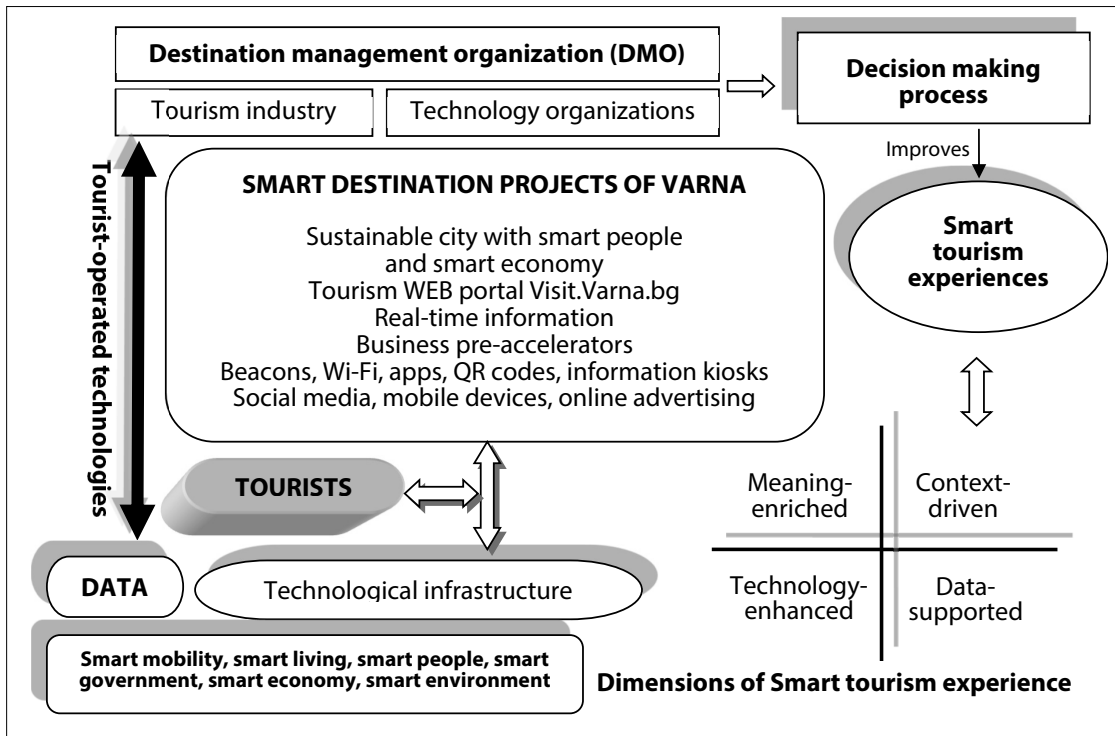 Destination management organization (DMO)
Tourism industry
Technology organizations
Decision making
process
Improves
Smart
tourism
experiences
Tourist-operated technologies
SMART DESTINATION PROJECTS OF VARNA
Sustainable city with smart people
and smart economy
Tourism WEB portal Visit.Varna.bg
Real-time information
Business pre-accelerators
Beacons, Wi-Fi, apps, QR codes, information kiosks
Social media, mobile devices, online advertising
TOURISTS
DATA
Technological infrastructure
Smart mobility, smart living, smart people, smart
government, smart economy, smart environment
Meaning-
enriched
Context-
driven
Technology-
enhanced
Data-
supported
Dimensions of Smart tourism experience